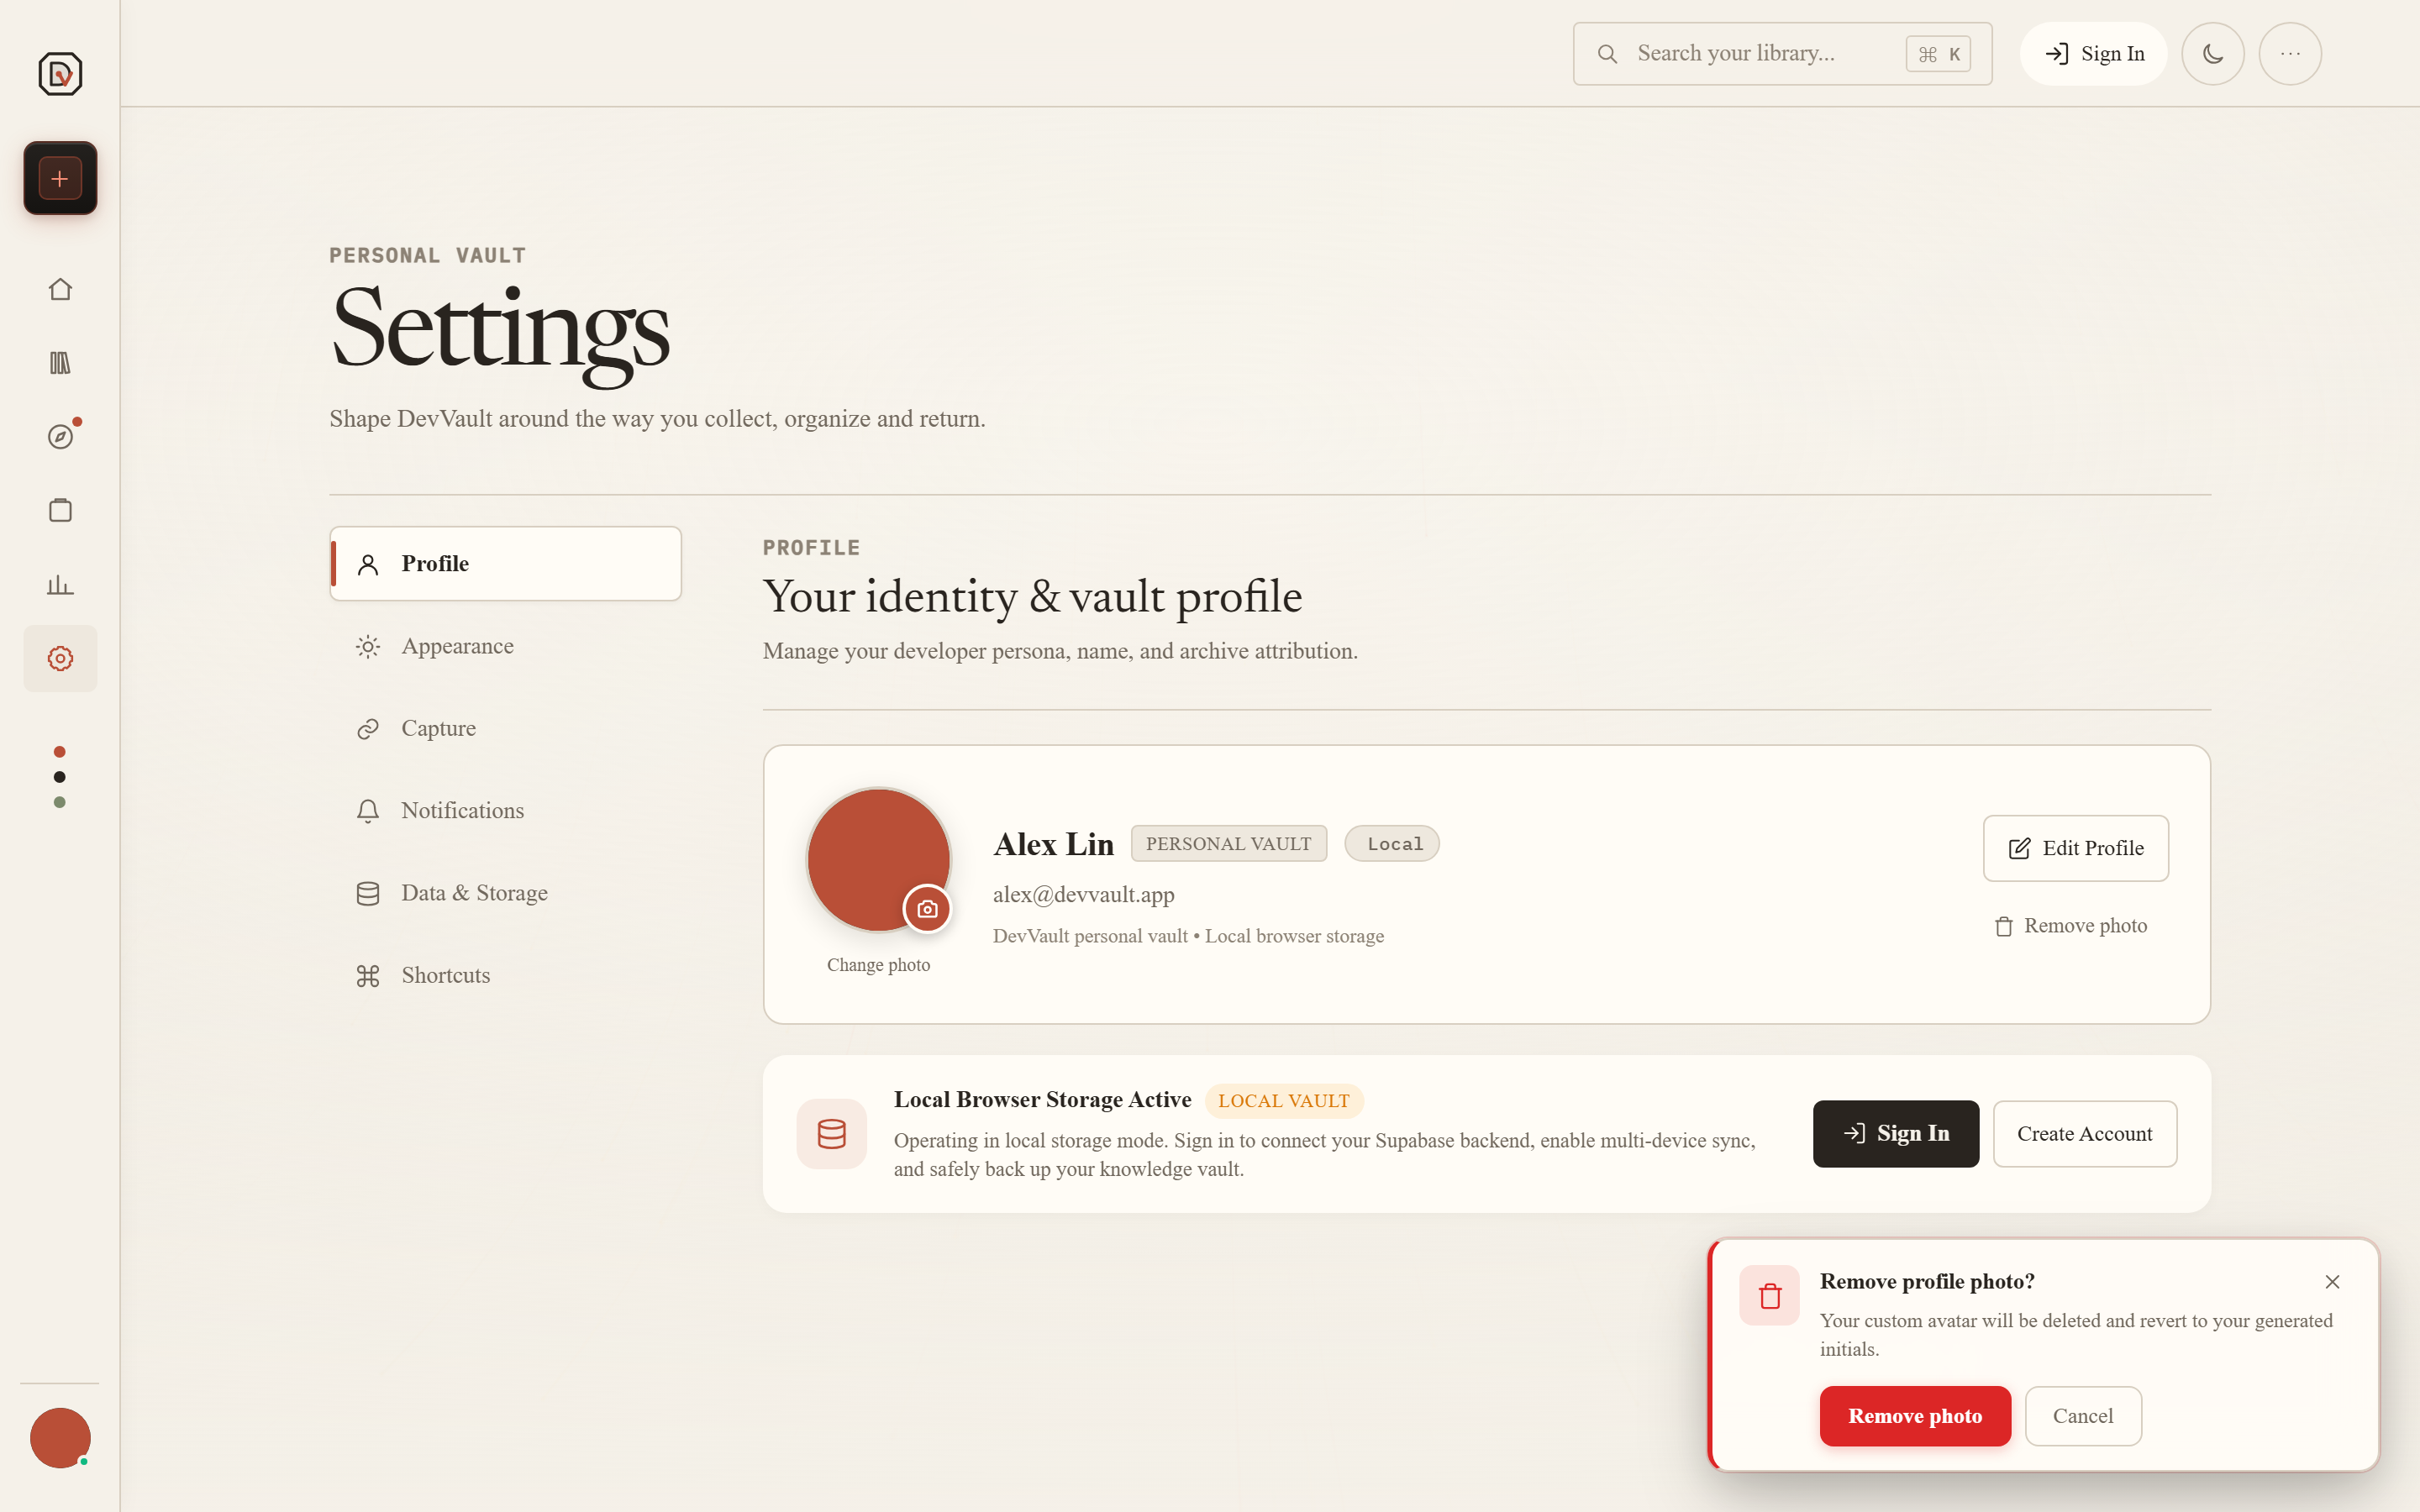 Search your library...
⌘ K
Sign In
...
PERSONAL VAULT
Settings
Shape DevVault around the way you collect, organize and return.
Profile
Appearance
Capture
Notifications
Data & Storage
Shortcuts
PROFILE
Your identity & vault profile
Manage your developer persona, name, and archive attribution.
Alex Lin
PERSONAL VAULT
Local
alex@devvault.app
DevVault personal vault • Local browser storage
Change photo
Edit Profile
Remove photo
Local Browser Storage Active
LOCAL VAULT
Operating in local storage mode. Sign in to connect your Supabase backend, enable multi-device sync,
and safely back up your knowledge vault.
Sign In
Create Account
Remove profile photo?
Your custom avatar will be deleted and revert to your generated
initials.
Remove photo
Cancel